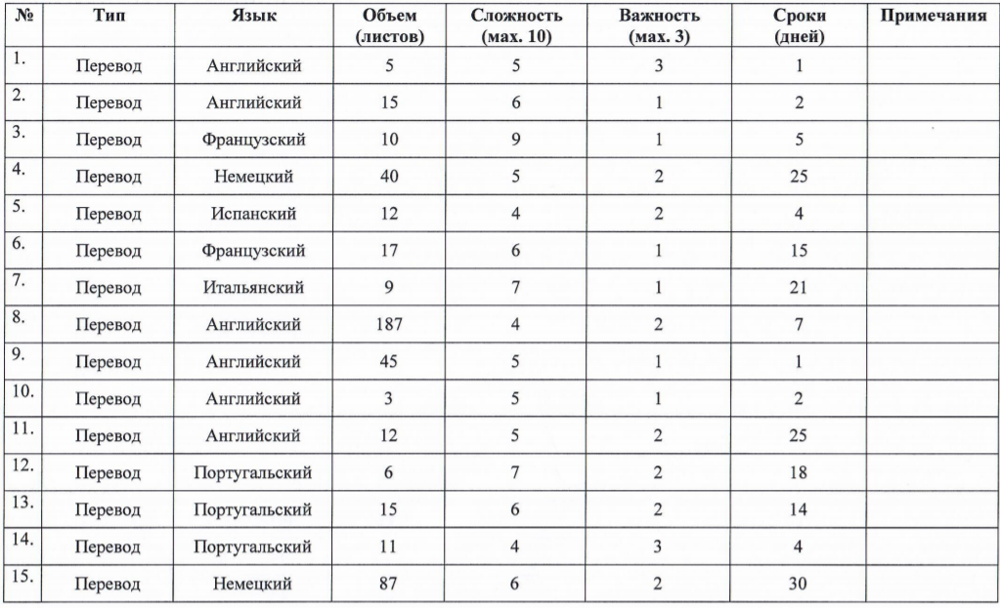 № Тип Язык Объем (листов) Сложность (мах. 10) Важность (мах. 3) Сроки (дней) Примечания
1. Перевод Английский 5 5 3 1
2. Перевод Английский 15 6 1 2
3. Перевод Французский 10 9 1 5
4. Перевод Немецкий 40 5 2 25
5. Перевод Испанский 12 4 2 4
6. Перевод Французский 17 6 1 15
7. Перевод Итальянский 9 7 1 21
8. Перевод Английский 187 4 2 7
9. Перевод Английский 45 5 1 1
10. Перевод Английский 3 5 1 2
11. Перевод Английский 12 5 2 25
12. Перевод Португальский 6 7 2 18
13. Перевод Португальский 15 6 2 14
14. Перевод Португальский 11 4 3 4
15. Перевод Немецкий 87 6 2 30